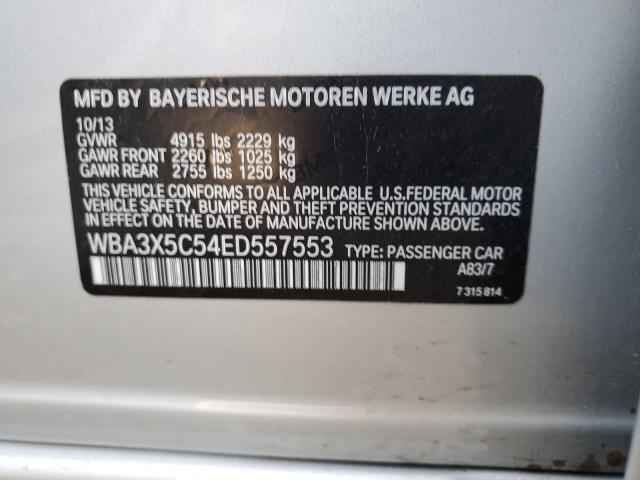 MFD BY BAYERISCHE MOTOREN WERKE AG
10/13
GVWR 4915 lbs 2229 kg
GAWR FRONT 2260 lbs 1025 kg
GAWR REAR 2755 lbs 1250 kg
THIS VEHICLE CONFORMS TO ALL APPLICABLE U.S.FEDERAL MOTOR
VEHICLE SAFETY, BUMPER AND THEFT PREVENTION STANDARDS
IN EFFECT ON THE DATE OF MANUFACTURE SHOWN ABOVE.
WBA3X5C54ED557553 TYPE: PASSENGER CAR
A83/7
7 315 814